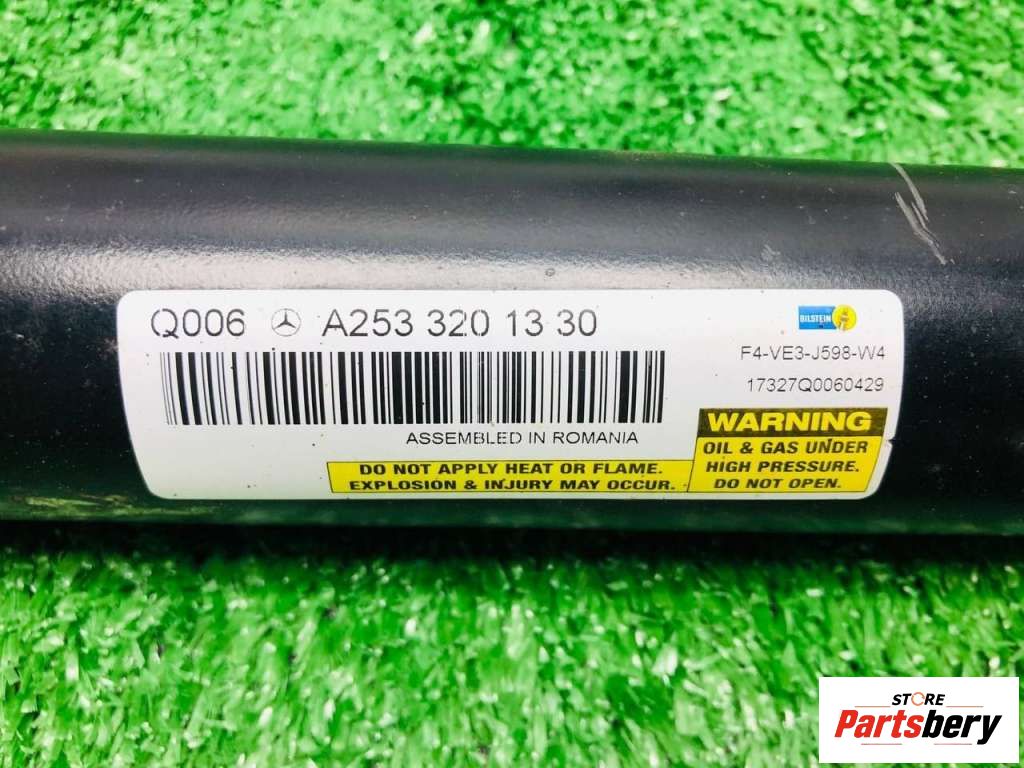 Q006 A253 320 13 30
BILSTEIN
F4-VE3-J598-W4
17327Q0060429
ASSEMBLED IN ROMANIA
DO NOT APPLY HEAT OR FLAME.
EXPLOSION & INJURY MAY OCCUR.
WARNING
OIL & GAS UNDER
HIGH PRESSURE.
DO NOT OPEN.
STORE
Partsbery